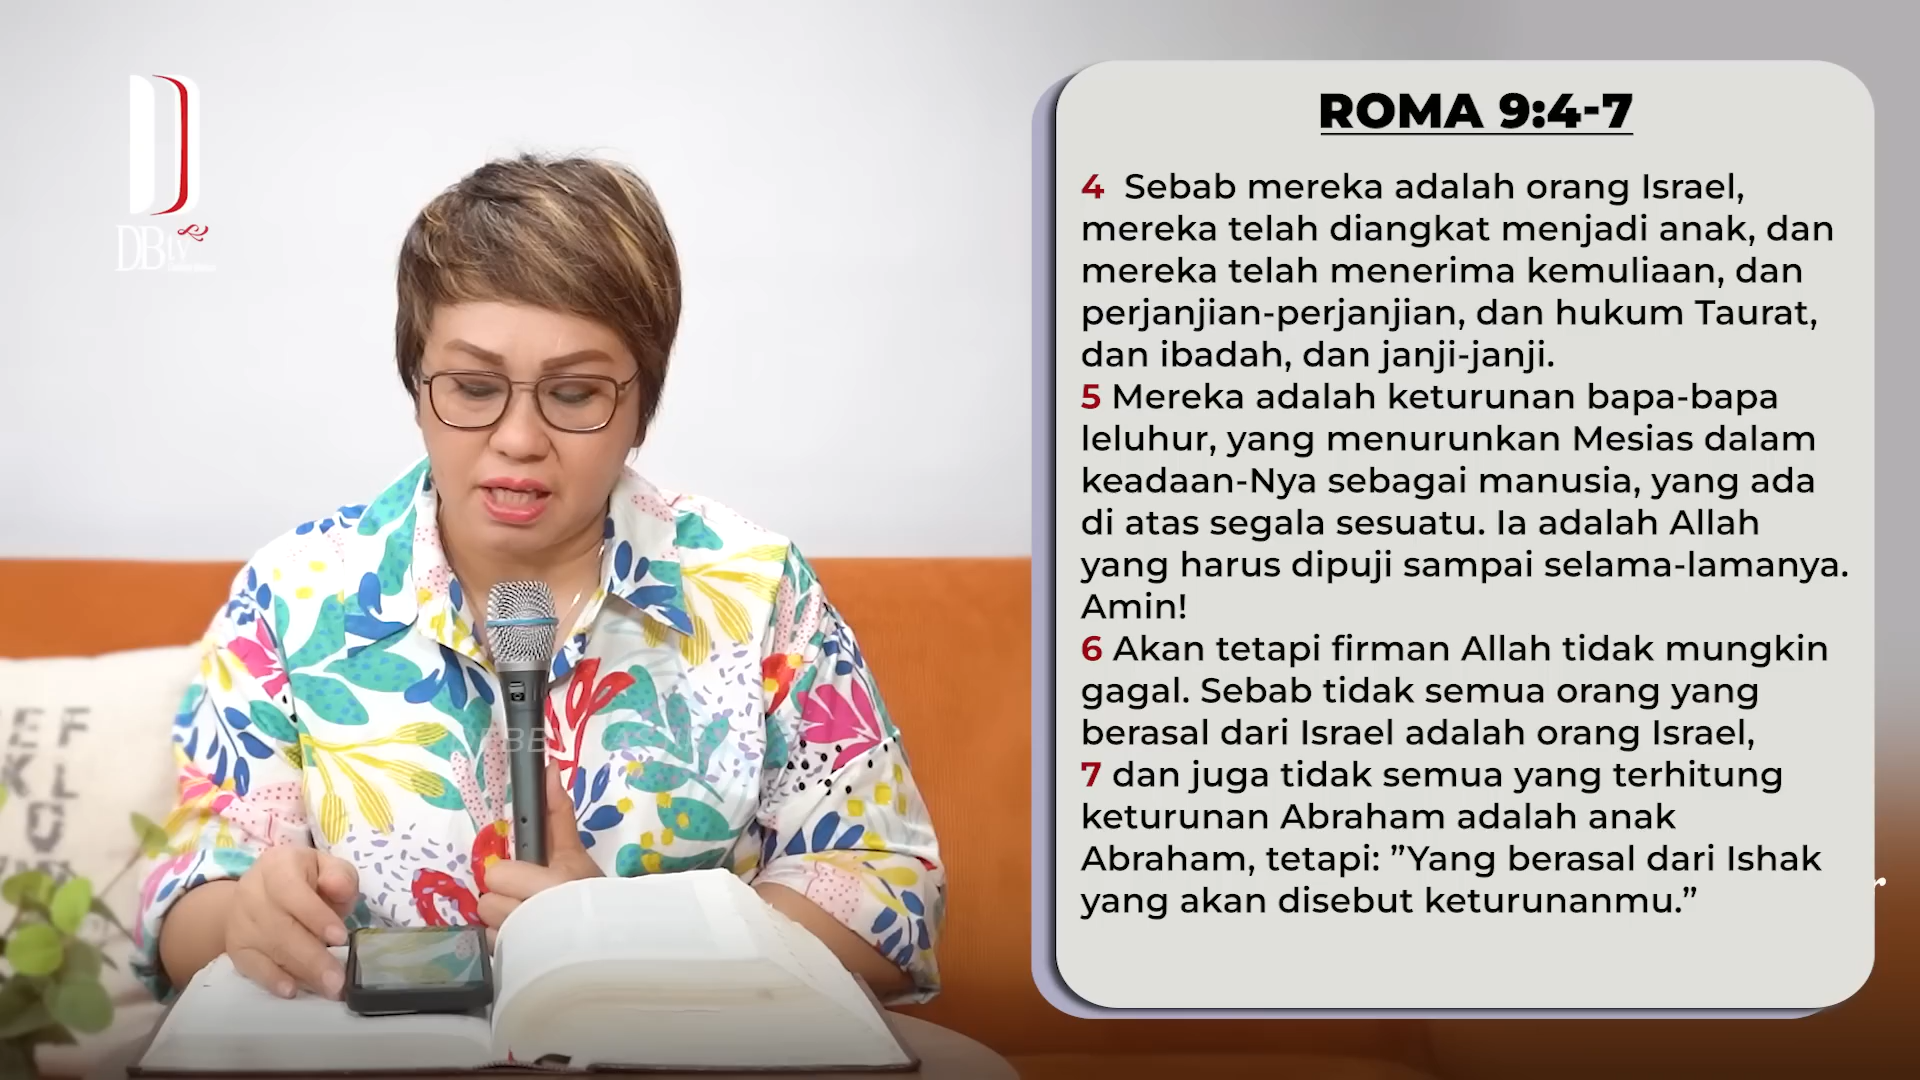 DBtv
ROMA 9:4-7
4 Sebab mereka adalah orang Israel,
mereka telah diangkat menjadi anak, dan
mereka telah menerima kemuliaan, dan
perjanjian-perjanjian, dan hukum Taurat,
dan ibadah, dan janji-janji.
5 Mereka adalah keturunan bapa-bapa
leluhur, yang menurunkan Mesias dalam
keadaan-Nya sebagai manusia, yang ada
di atas segala sesuatu. Ia adalah Allah
yang harus dipuji sampai selama-lamanya.
Amin!
6 Akan tetapi firman Allah tidak mungkin
gagal. Sebab tidak semua orang yang
berasal dari Israel adalah orang Israel,
7 dan juga tidak semua yang terhitung
keturunan Abraham adalah anak
Abraham, tetapi: ”Yang berasal dari Ishak
yang akan disebut keturunanmu.”